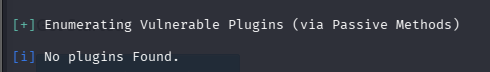 [+] Enumerating Vulnerable Plugins (via Passive Methods)
[i] No plugins Found.